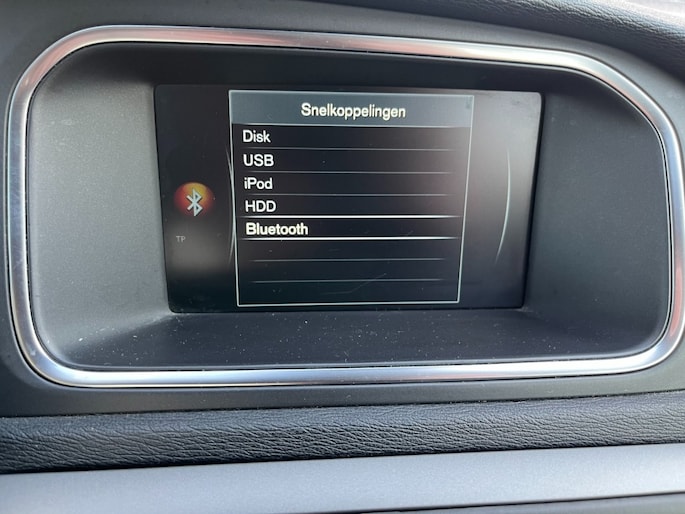 Snelkoppelingen
Disk
USB
iPod
HDD
Bluetooth
TP